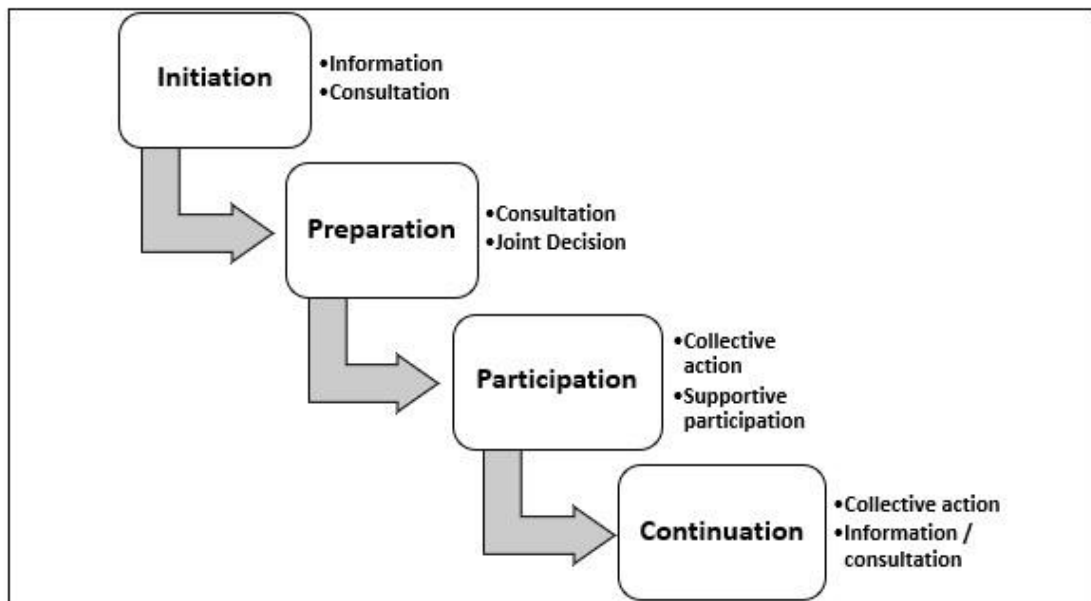 Initiation
•Information
•Consultation
Preparation
•Consultation
•Joint Decision
Participation
•Collective
action
•Supportive
participation
Continuation
•Collective action
•Information /
consultation